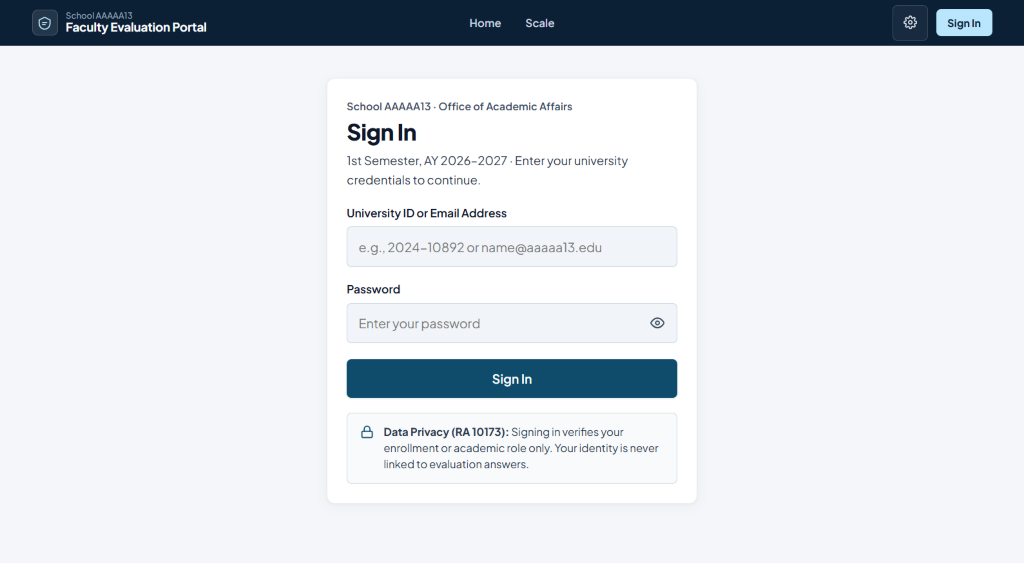 School AAAAA13
Faculty Evaluation Portal
Home
Scale
Sign In
School AAAAA13 · Office of Academic Affairs
Sign In
1st Semester, AY 2026–2027 · Enter your university
credentials to continue.
University ID or Email Address
e.g., 2024–10892 or name@aaaaa13.edu
Password
Enter your password
Sign In
Data Privacy (RA 10173): Signing in verifies your
enrollment or academic role only. Your identity is never
linked to evaluation answers.